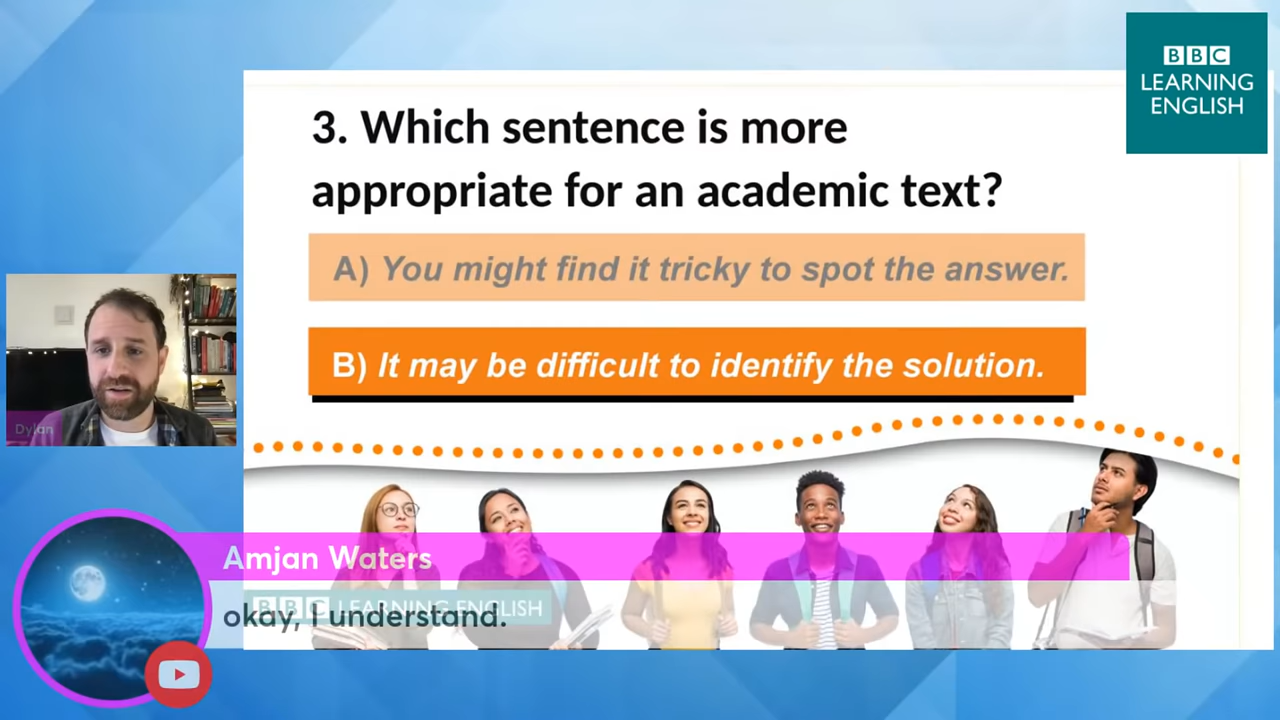 BBC
LEARNING
ENGLISH
3. Which sentence is more
appropriate for an academic text?
A) You might find it tricky to spot the answer.
B) It may be difficult to identify the solution.
Dylan
Amjan Waters
BBC LEARNING ENGLISH
okay, I understand.